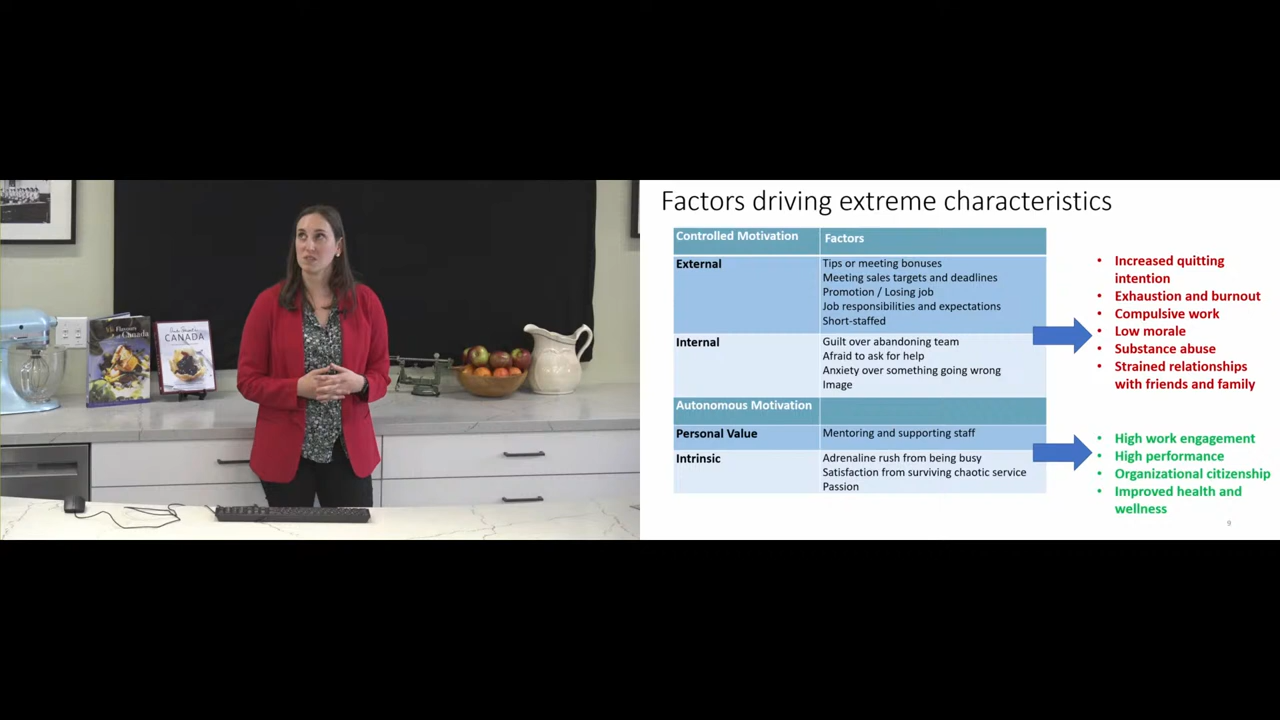 Flavours
of Canada
CANADA
Factors driving extreme characteristics
Controlled Motivation Factors
External Tips or meeting bonuses
Meeting sales targets and deadlines
Promotion / Losing job
Job responsibilities and expectations
Short-staffed
Internal Guilt over abandoning team
Afraid to ask for help
Anxiety over something going wrong
Image
Autonomous Motivation
Personal Value Mentoring and supporting staff
Intrinsic Adrenaline rush from being busy
Satisfaction from surviving chaotic service
Passion
• Increased quitting
intention
• Exhaustion and burnout
• Compulsive work
• Low morale
• Substance abuse
• Strained relationships
with friends and family
• High work engagement
• High performance
• Organizational citizenship
• Improved health and
wellness
9